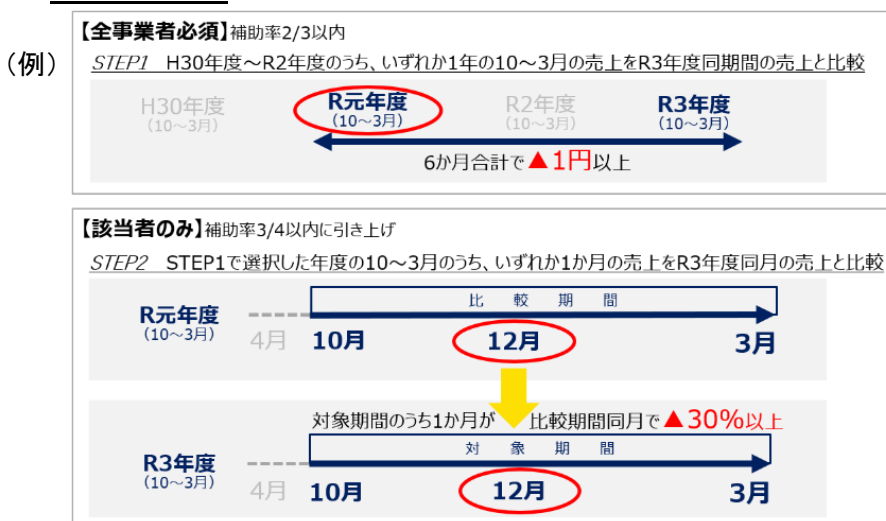 【全事業者必須】補助率2/3以内
（例）
STEP1 H30年度～R2年度のうち、いずれか1年の10～3月の売上をR3年度同期間の売上と比較
H30年度 R元年度 R2年度 R3年度
（10～3月） （10～3月） （10～3月） （10～3月）
6か月合計で▲1円以上
【該当者のみ】補助率3/4以内に引き上げ
STEP2 STEP1で選択した年度の10～3月のうち、いずれか1か月の売上をR3年度同月の売上と比較
比較期間
R元年度
（10～3月） 4月 10月 12月 3月
対象期間のうち1か月が 比較期間同月で▲30%以上
対象期間
R3年度
（10～3月） 4月 10月 12月 3月